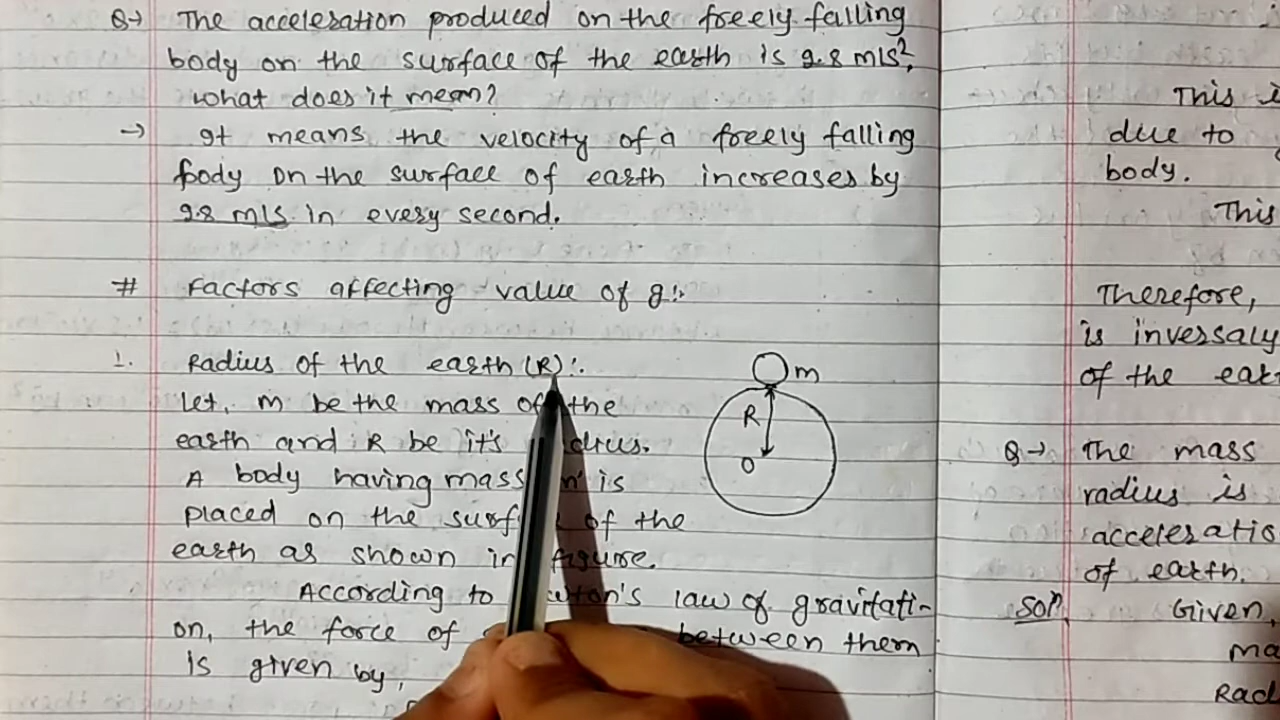 Q→ The acceleration produced on the freely falling
body on the surface of the earth is 9.8 m/s².
what does it mean?
→ It means the velocity of a freely falling
body on the surface of earth increases by
9.8 m/s in every second.
# Factors affecting value of g:-
1. Radius of the earth (R):-
Let, M be the mass of the
earth and R be it's
A body having mass is
placed on the of the
earth as shown in figure.
According to law of gravitati-
on, the force of between them
is given by,
m
R
O
This
due to
body.
This
Therefore,
is inversaly
of the
Q→ The mass
radius is
of earth.
Solⁿ, Given,